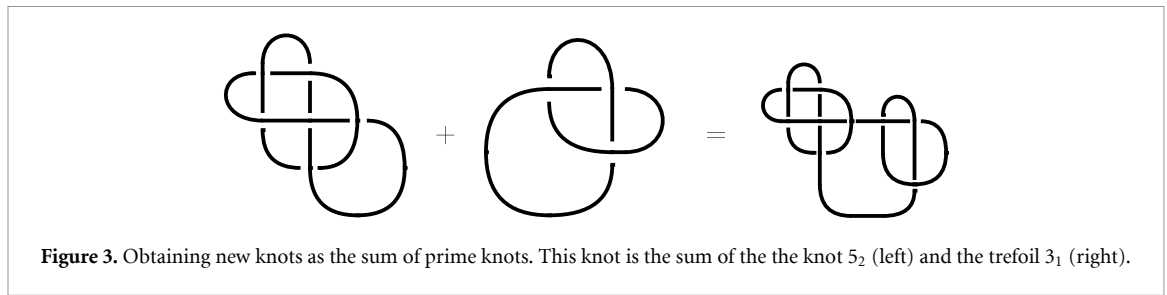 + =
Figure 3. Obtaining new knots as the sum of prime knots. This knot is the sum of the the knot 5₂ (left) and the trefoil 3₁ (right).